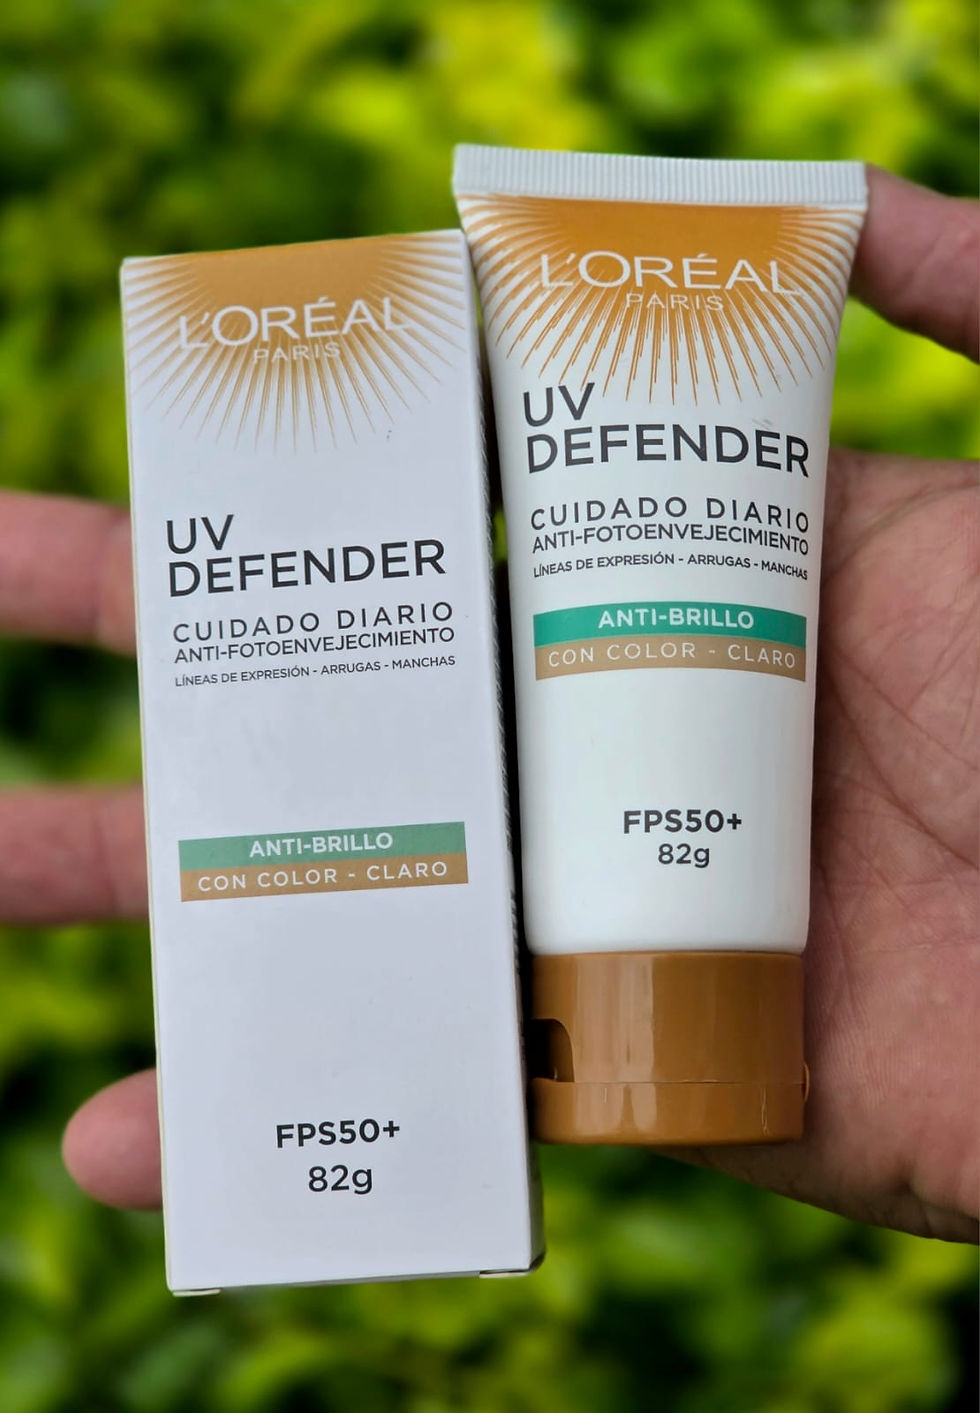 L'ORÉAL
PARIS
UV
DEFENDER
CUIDADO DIARIO
ANTI-FOTOENVEJECIMIENTO
LÍNEAS DE EXPRESIÓN - ARRUGAS - MANCHAS
ANTI-BRILLO
CON COLOR - CLARO
FPS50+
82g
L'ORÉAL
PARIS
UV
DEFENDER
CUIDADO DIARIO
ANTI-FOTOENVEJECIMIENTO
LÍNEAS DE EXPRESIÓN - ARRUGAS - MANCHAS
ANTI-BRILLO
CON COLOR - CLARO
FPS50+
82g